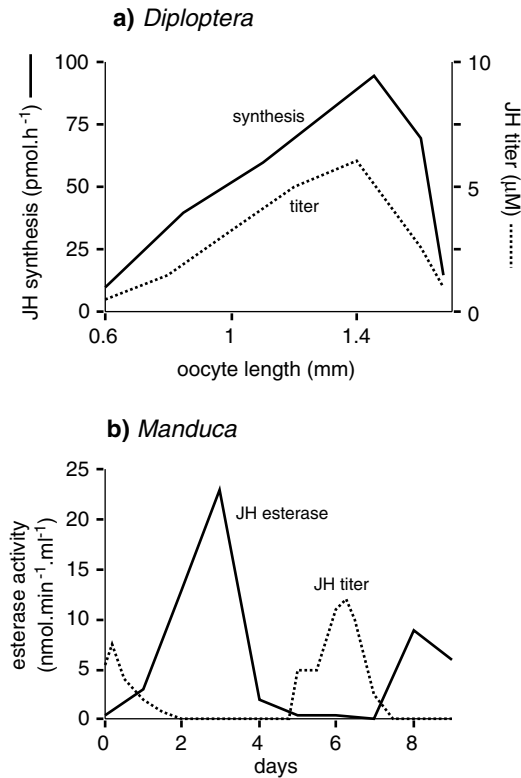 a) Diploptera
JH synthesis (pmol.h-1)
100
75
50
25
0
synthesis
titer
10
5
0
JH titer (μM)
0.6
1
1.4
oocyte length (mm)
b) Manduca
esterase activity
(nmol.min-1.ml-1)
25
20
15
10
5
0
JH esterase
JH titer
0
2
4
6
8
days